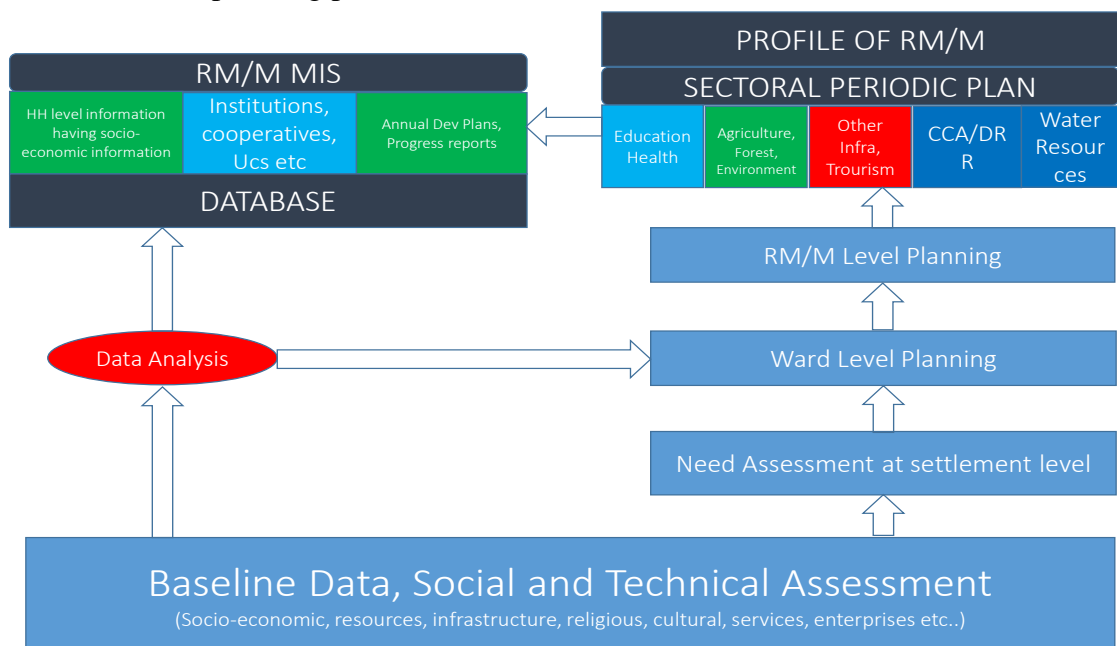 RM/M MIS
HH level information
having socio-
economic information
Institutions,
cooperatives,
Ucs etc
Annual Dev Plans,
Progress reports
DATABASE
PROFILE OF RM/M
SECTORAL PERIODIC PLAN
Education
Health
Agriculture,
Forest,
Environment
Other
Infra,
Trourism
CCA/DR
R
Water
Resour
ces
RM/M Level Planning
Data Analysis
Ward Level Planning
Need Assessment at settlement level
Baseline Data, Social and Technical Assessment
(Socio-economic, resources, infrastructure, religious, cultural, services, enterprises etc..)